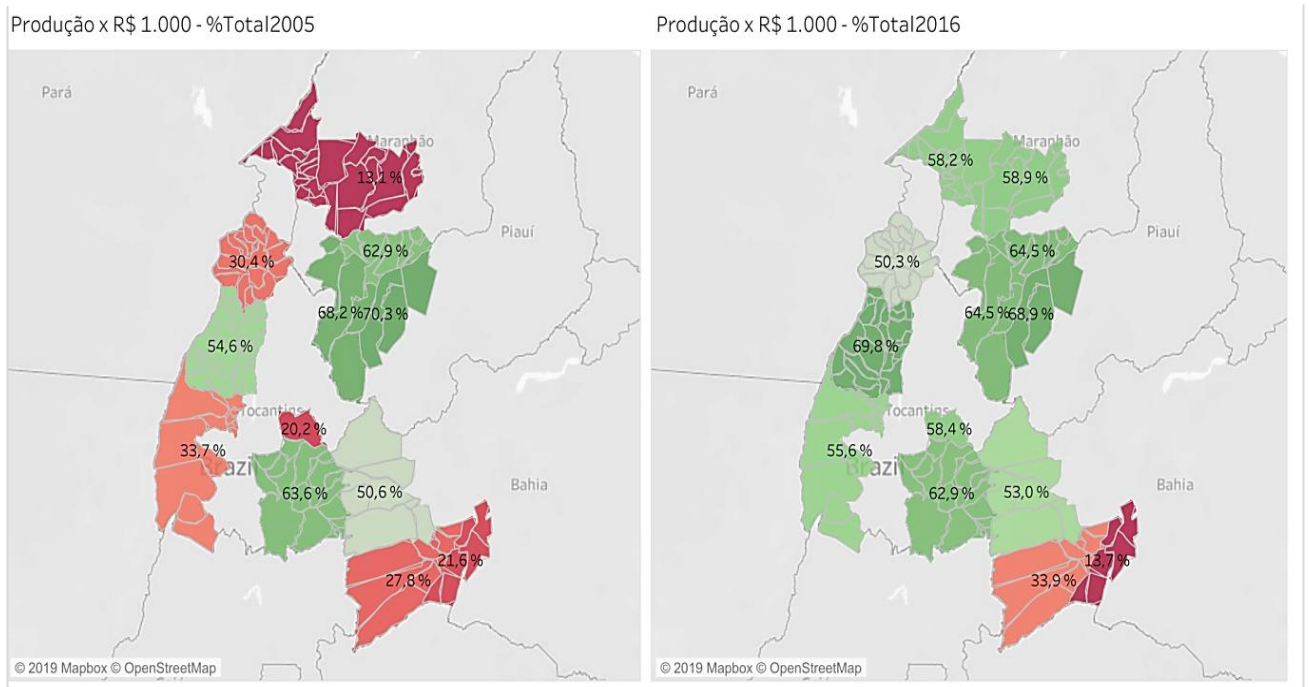 Produção x R$ 1.000 - %Total2005
Pará
Maranhão
13,1 %
Piauí
62,9 %
30,4 %
68,2 %
70,3 %
54,6 %
Tocantins
20,2 %
33,7 %
Brazil
63,6 %
50,6 %
Bahia
21,6 %
27,8 %
© 2019 Mapbox © OpenStreetMap
Produção x R$ 1.000 - %Total2016
Pará
Maranhão
58,2 %
58,9 %
Piauí
64,5 %
50,3 %
64,5%
68,9 %
69,8 %
Tocantins
58,4 %
55,6 %
Brazil
62,9 %
53,0 %
Bahia
13,7 %
33,9 %
© 2019 Mapbox © OpenStreetMap